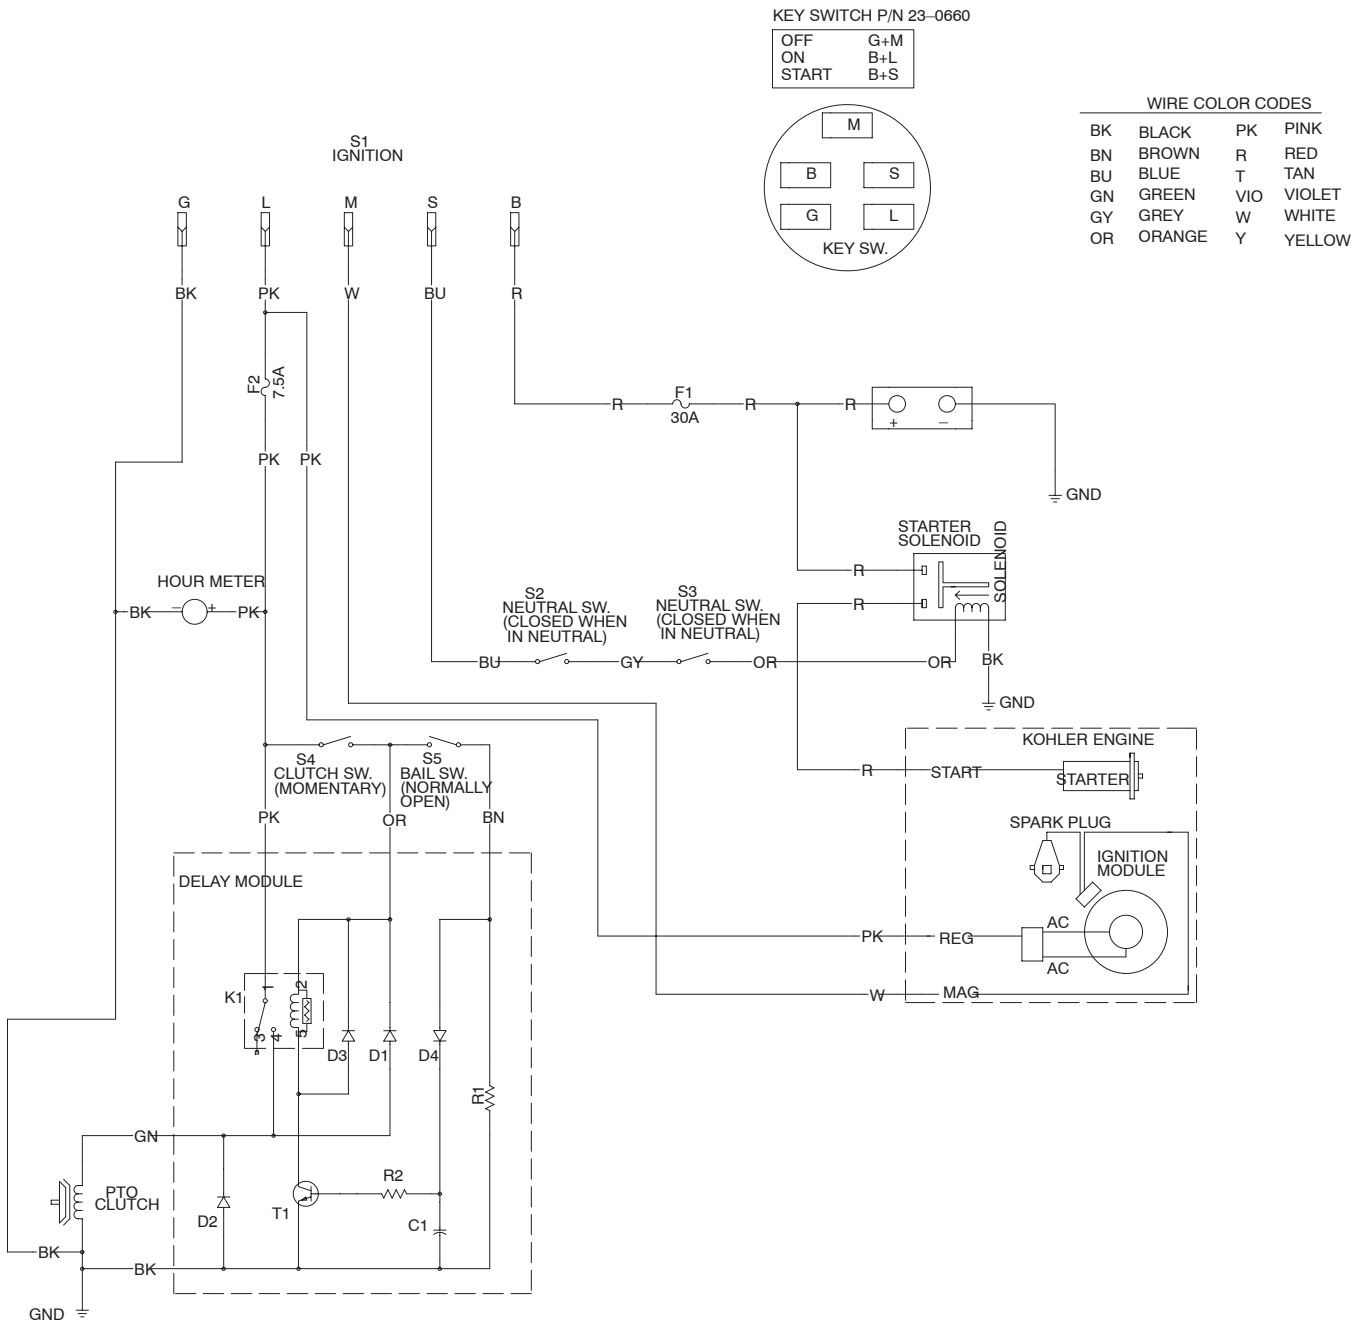 KEY SWITCH P/N 23–0660
OFF G+M
ON B+L
START B+S
M
B S
G L
KEY SW.
WIRE COLOR CODES
BK BLACK PK PINK
BN BROWN R RED
BU BLUE T TAN
GN GREEN VIO VIOLET
GY GREY W WHITE
OR ORANGE Y YELLOW
S1
IGNITION
G L M S B
BK PK W BU R
F2
7.5A
R F1 R R
30A
+ –
PK PK
GND
STARTER
SOLENOID
SOLENOID
R
R
HOUR METER
BK – + PK
S2
NEUTRAL SW.
(CLOSED WHEN
IN NEUTRAL)
S3
NEUTRAL SW.
(CLOSED WHEN
IN NEUTRAL)
BU GY OR OR BK
GND
KOHLER ENGINE
S4
CLUTCH SW.
(MOMENTARY)
S5
BAIL SW.
(NORMALLY
OPEN)
R START STARTER
PK OR BN
SPARK PLUG
IGNITION
MODULE
DELAY MODULE
AC
PK REG
AC
W MAG
K1 1 2
3 4 5
D3 D1 D4
R1
GN
PTO
CLUTCH
R2
T1
D2
C1
BK
BK
GND